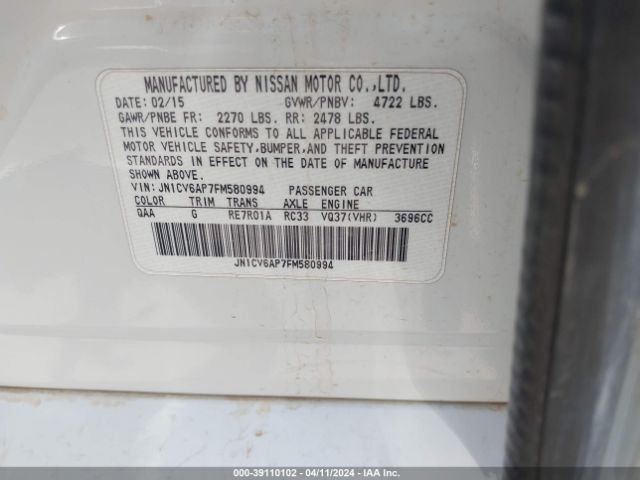 MANUFACTURED BY NISSAN MOTOR CO.,LTD.
DATE: 02/15 GVWR/PNBV: 4722 LBS.
GAWR/PNBE FR: 2270 LBS. RR: 2478 LBS.
THIS VEHICLE CONFORMS TO ALL APPLICABLE FEDERAL
MOTOR VEHICLE SAFETY,BUMPER,AND THEFT PREVENTION
STANDARDS IN EFFECT ON THE DATE OF MANUFACTURE
SHOWN ABOVE.
VIN: JN1CV6AP7FM580994 PASSENGER CAR
COLOR TRIM TRANS AXLE ENGINE
QAA G RE7R01A RC33 VQ37(VHR) 3696CC
JN1CV6AP7FM580994
000-39110102 - 04/11/2024 - IAA Inc.